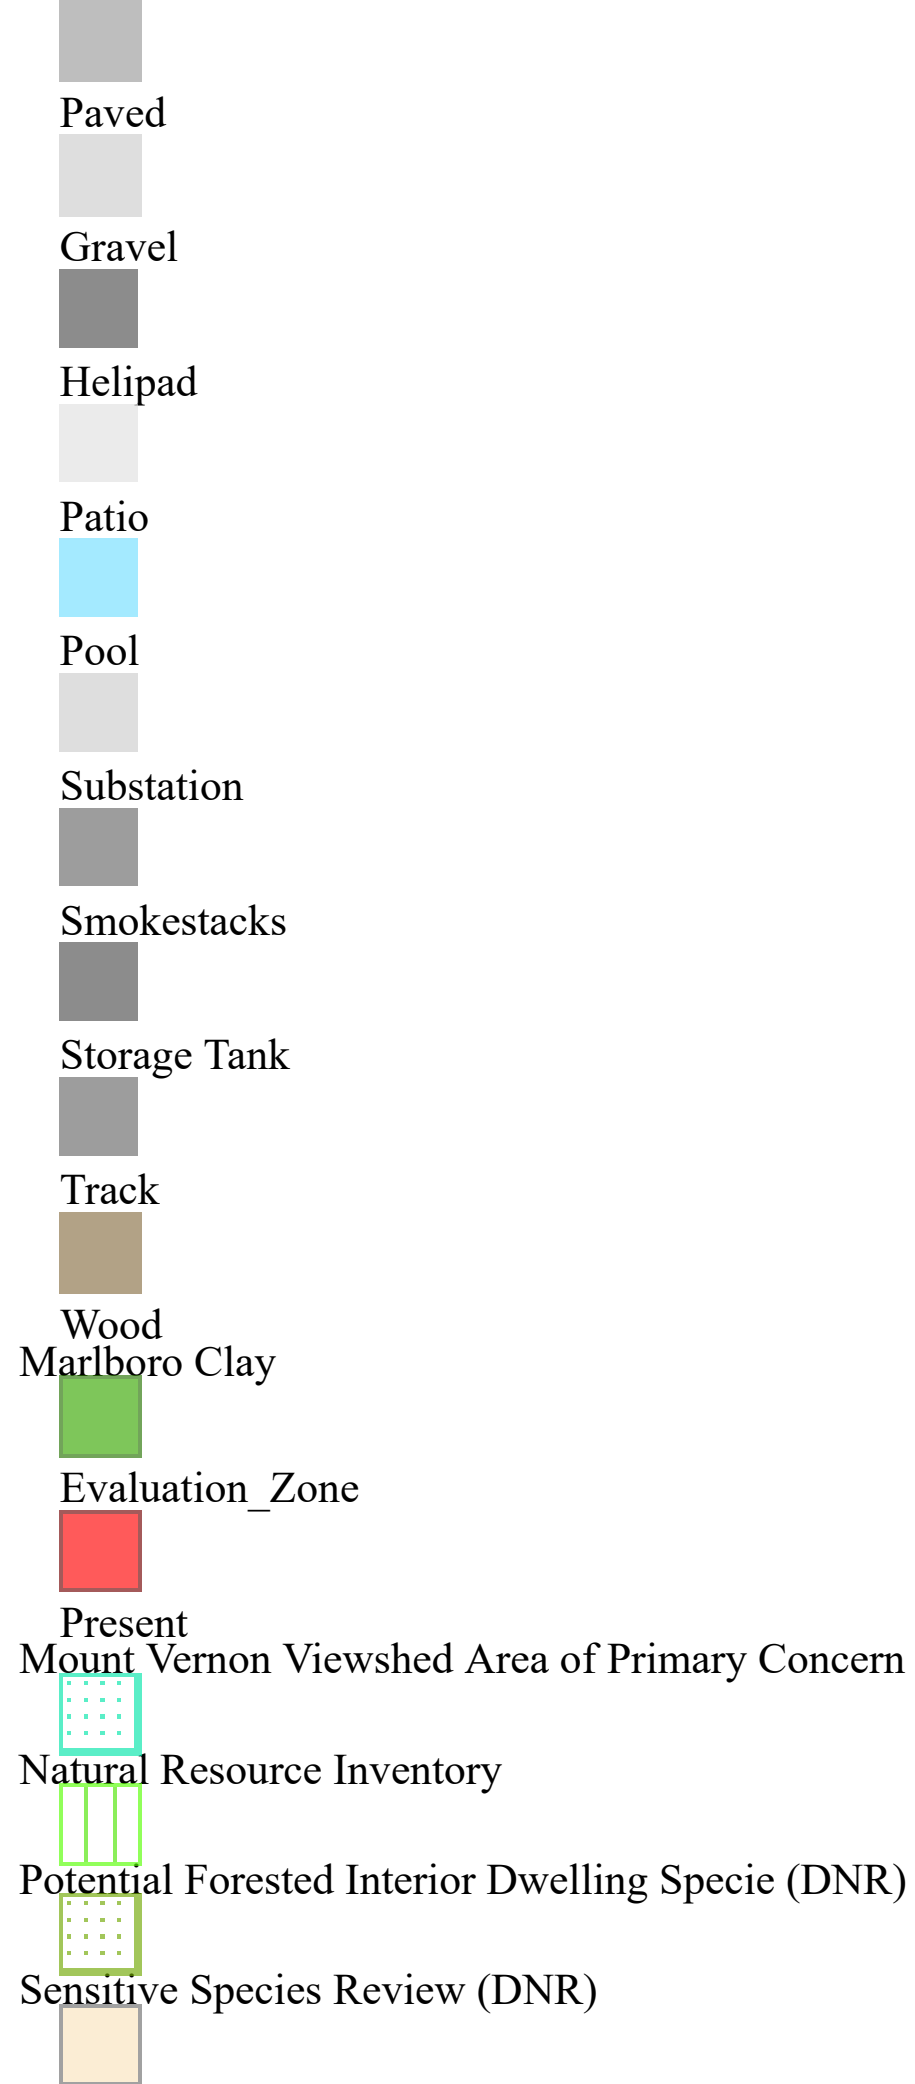 Paved
Gravel
Helipad
Patio
Pool
Substation
Smokestacks
Storage Tank
Track
Wood
Marlboro Clay
Evaluation_Zone
Present
Mount Vernon Viewshed Area of Primary Concern
Natural Resource Inventory
Potential Forested Interior Dwelling Specie (DNR)
Sensitive Species Review (DNR)